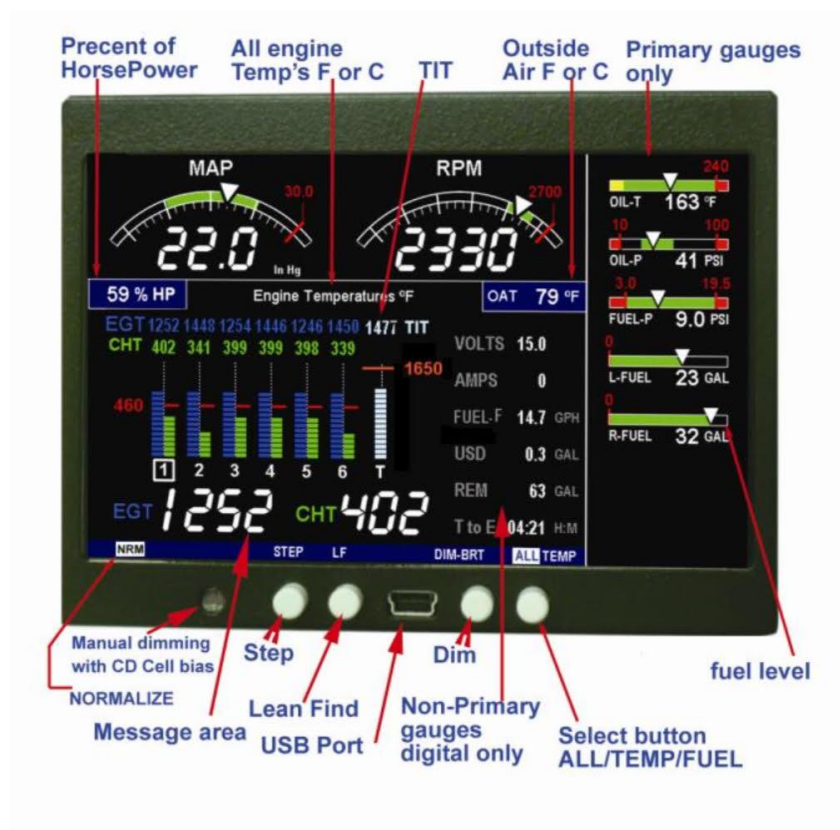 Precent of
HorsePower
All engine
Temp's F or C
TIT
Outside
Air F or C
Primary gauges
only
MAP
30.0
22.0
In Hg
RPM
2700
2330
240
OIL-T 163 ºF
10 100
OIL-P 41 PSI
3.0 19.5
FUEL-P 9.0 PSI
0
L-FUEL 23 GAL
0
R-FUEL 32 GAL
59 % HP
Engine Temperatures ºF
OAT 79 ºF
EGT 1252 1448 1254 1446 1246 1450 1477 TIT
CHT 402 341 399 399 398 339
1650
460
1 2 3 4 5 6 T
VOLTS 15.0
AMPS 0
FUEL-F 14.7 GPH
USD 0.3 GAL
REM 63 GAL
T to E 04:21 H:M
EGT 1252 CHT 402
NRM STEP LF DIM-BRT ALL TEMP
Manual dimming
with CD Cell bias
NORMALIZE
Message area
Step
Lean Find
USB Port
Dim
Non-Primary
gauges
digital only
Select button
ALL/TEMP/FUEL
fuel level